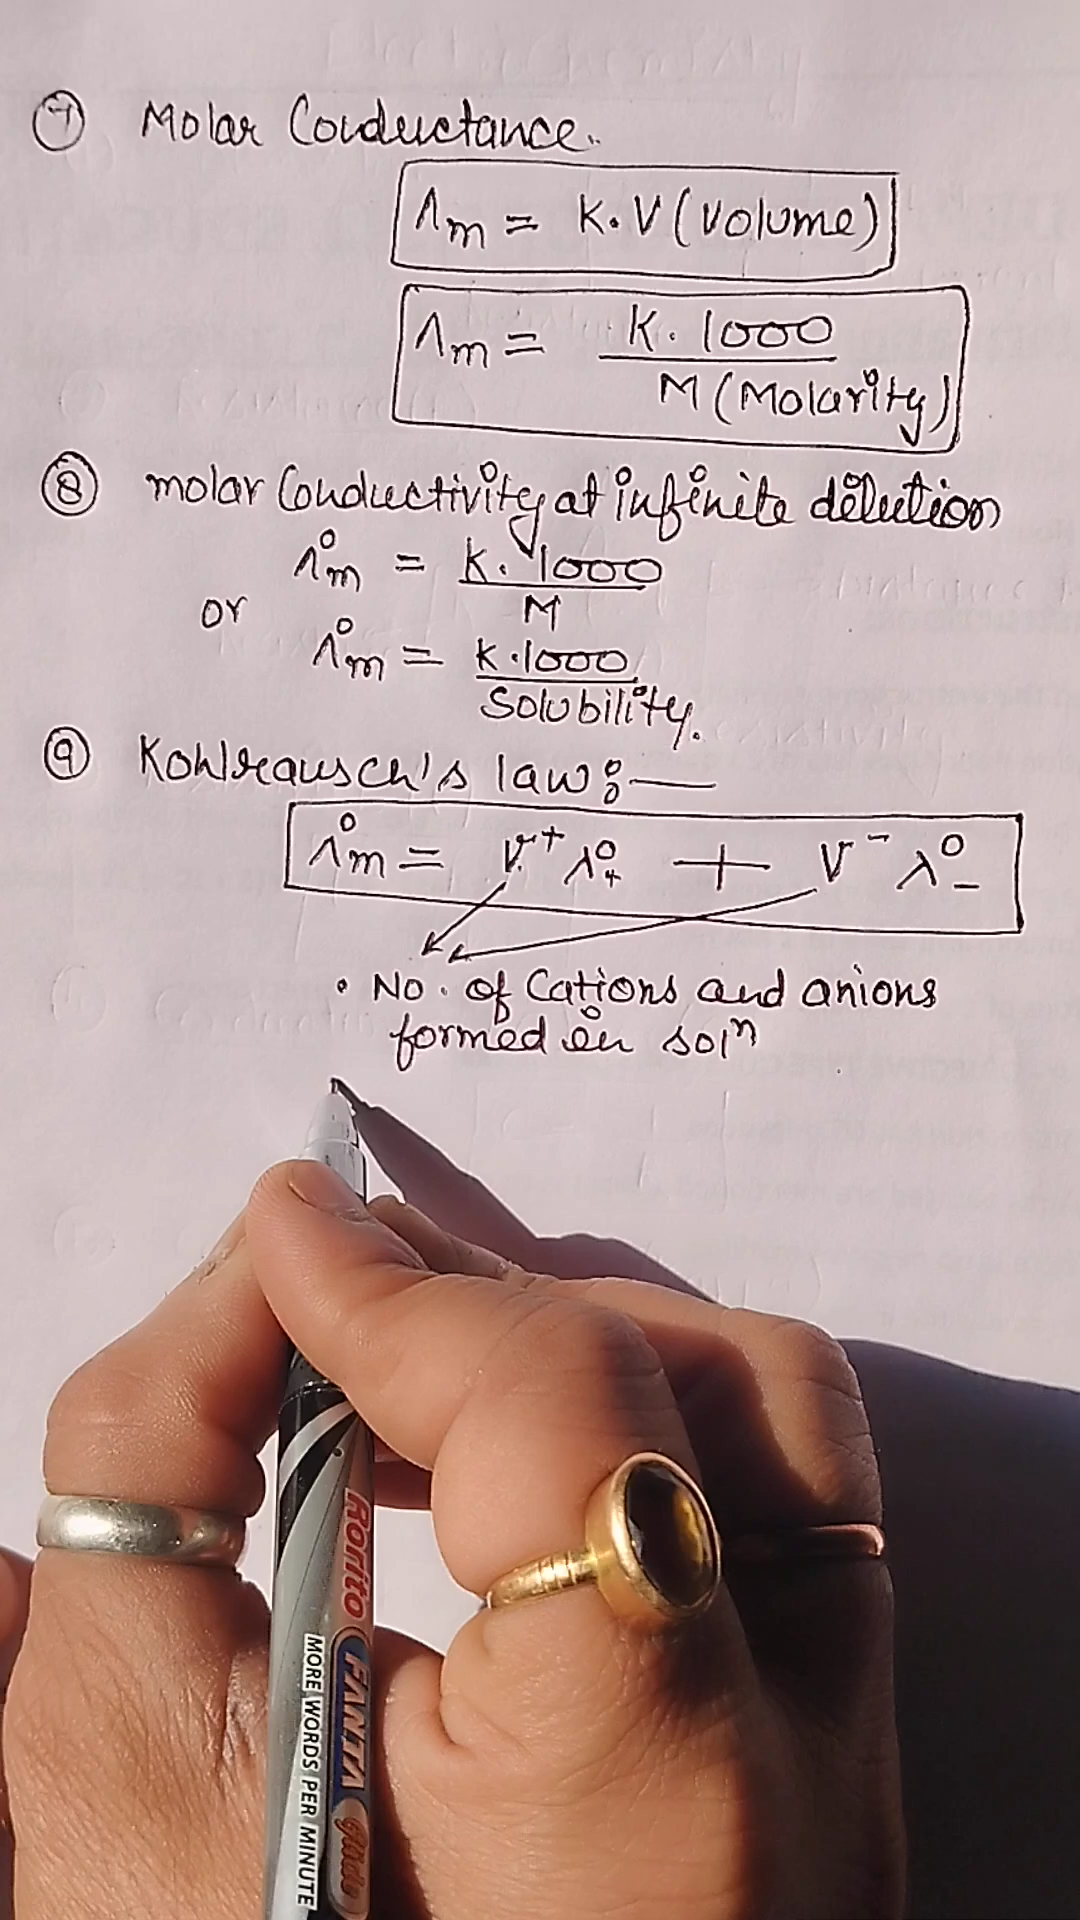 ⑦ Molar Conductance.
Λm = K.V (Volume)
Λm = K. 1000
M (Molarity)
⑧ molar Conductivity at infinite dilution
Λ°m = K. 1000
M
or
Λ°m = K.1000
Solubility.
⑨ Kohlrausch's law:—
Λ°m = V⁺ λ°₊ + V⁻ λ°₋
• No. of Cations and anions
formed in solⁿ
Rorito
FANTA
Glide
MORE WORDS PER MINUTE